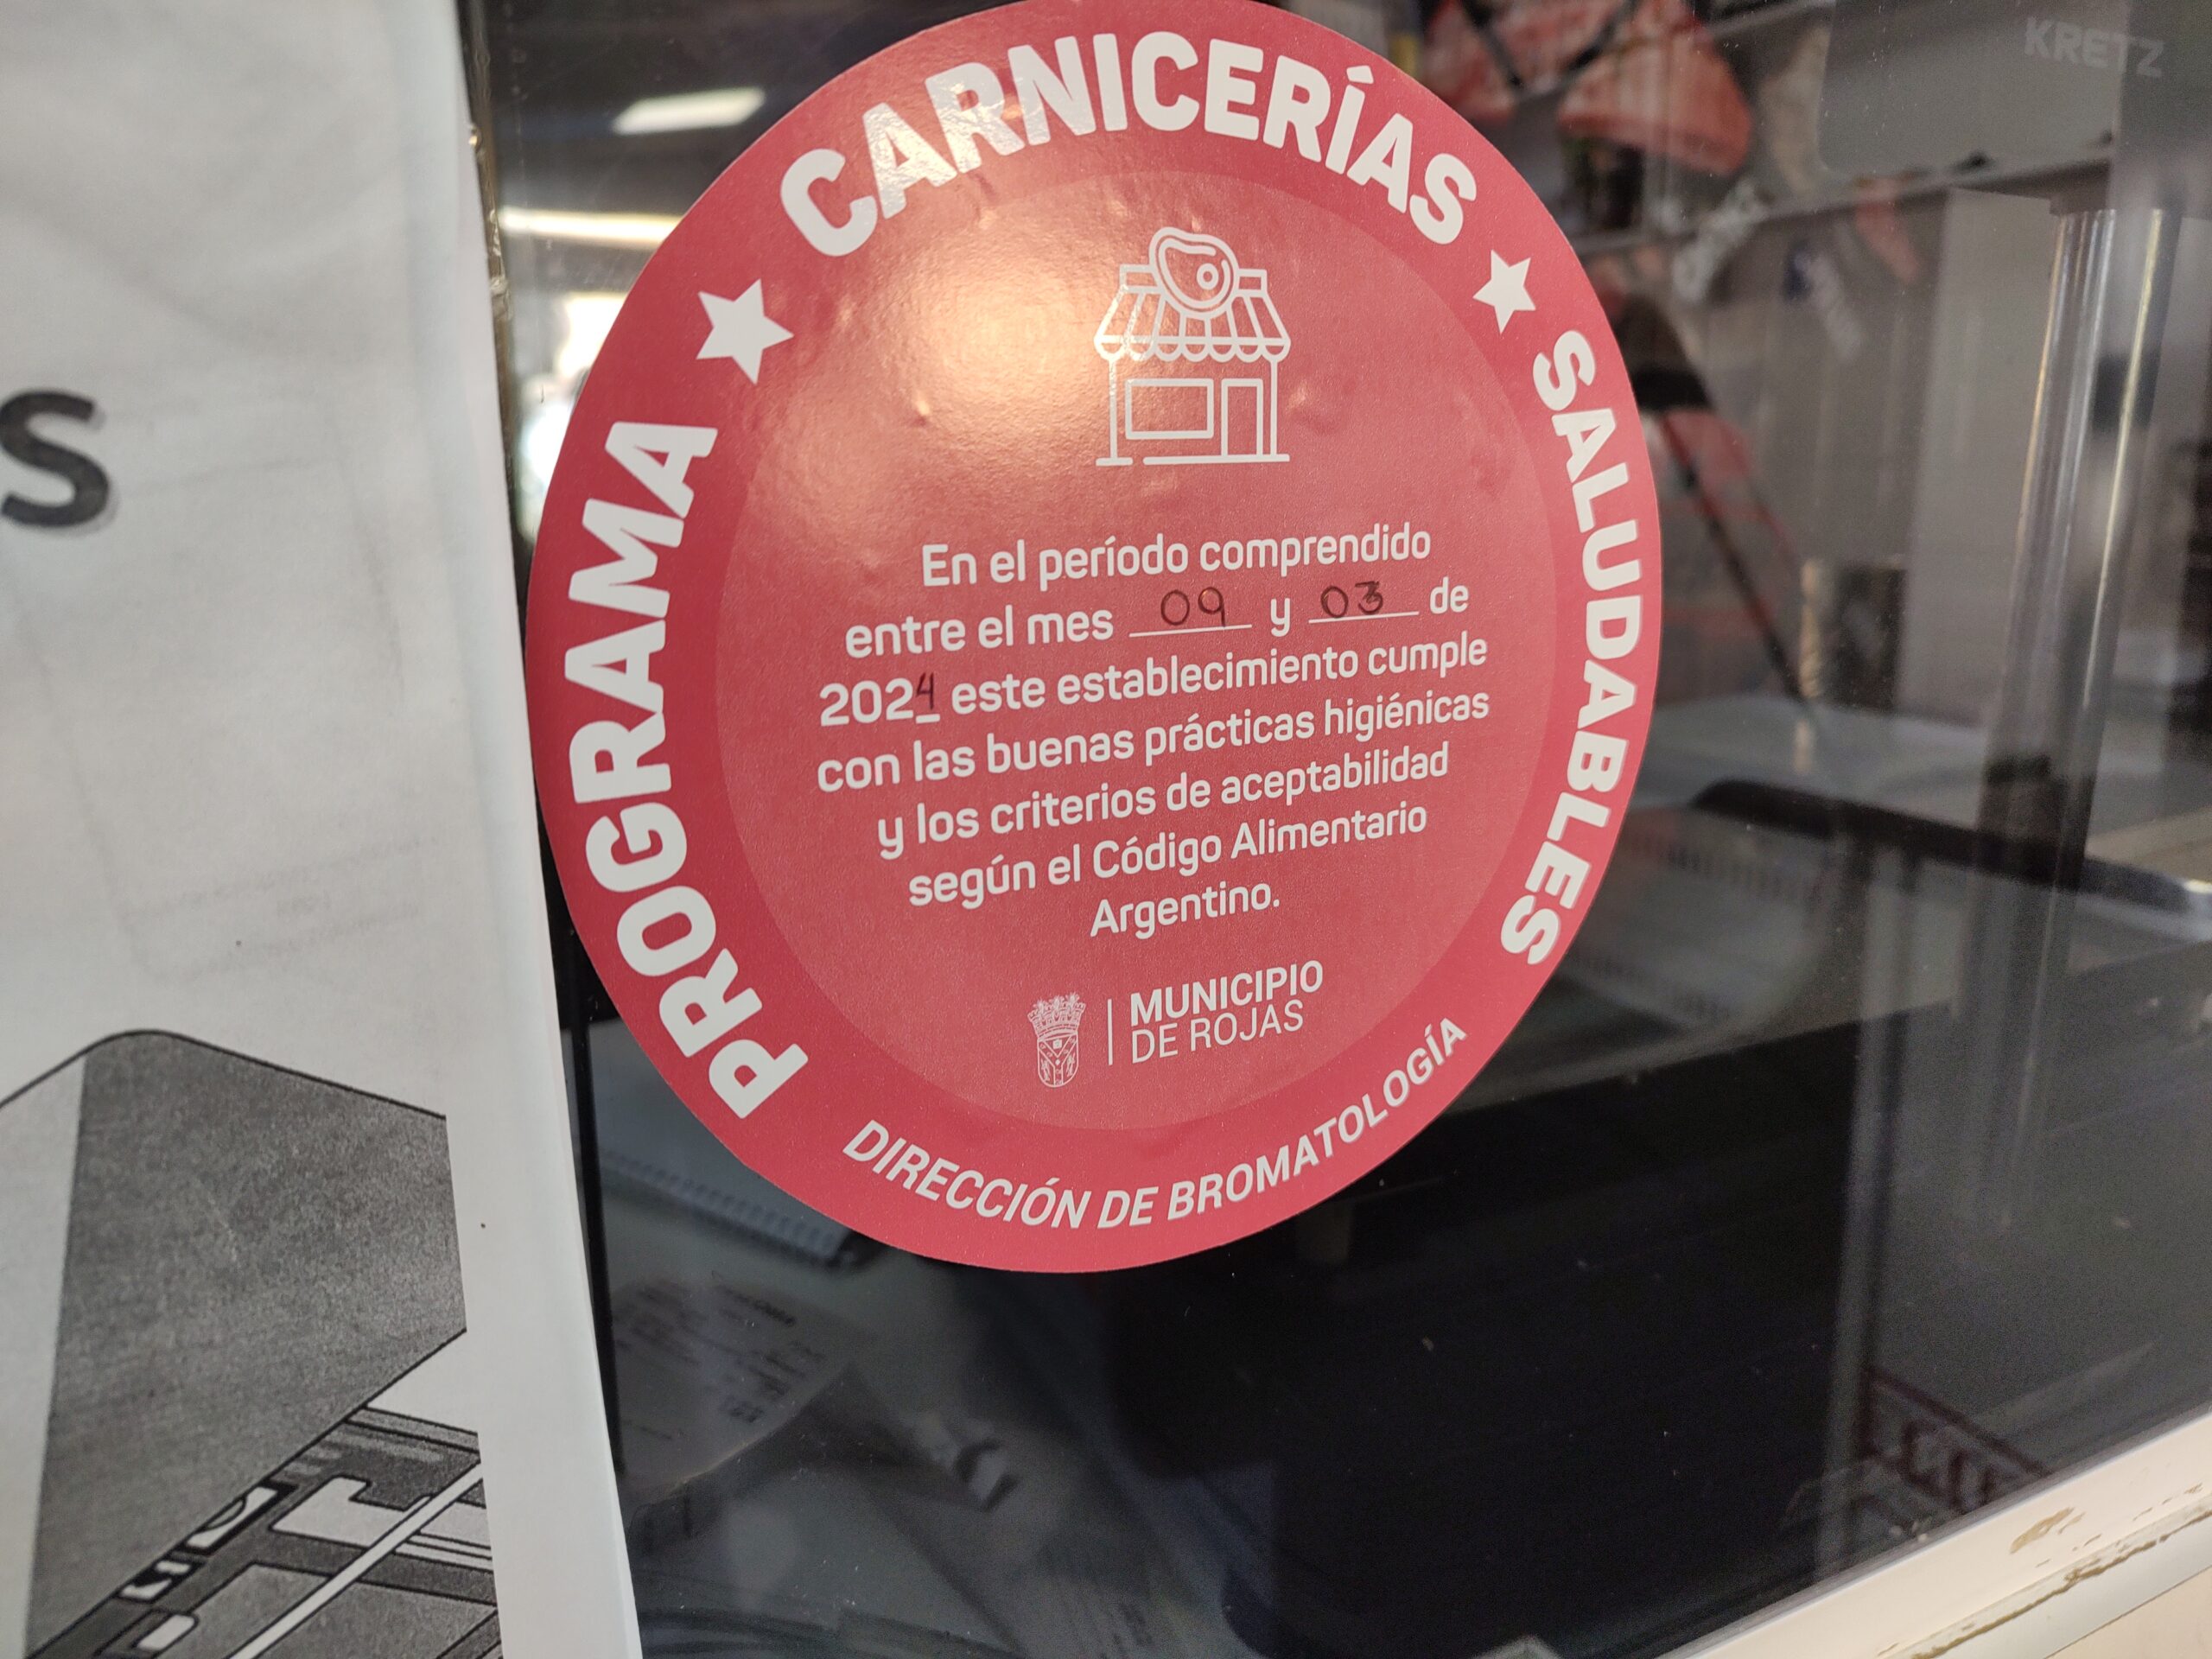 PROGRAMA ★ CARNICERÍAS ★ SALUDABLES
En el período comprendido
entre el mes 09 y 03 de
2024 este establecimiento cumple
con las buenas prácticas higiénicas
y los criterios de aceptabilidad
según el Código Alimentario
Argentino.
MUNICIPIO
DE ROJAS
DIRECCIÓN DE BROMATOLOGÍA
KRETZ
S